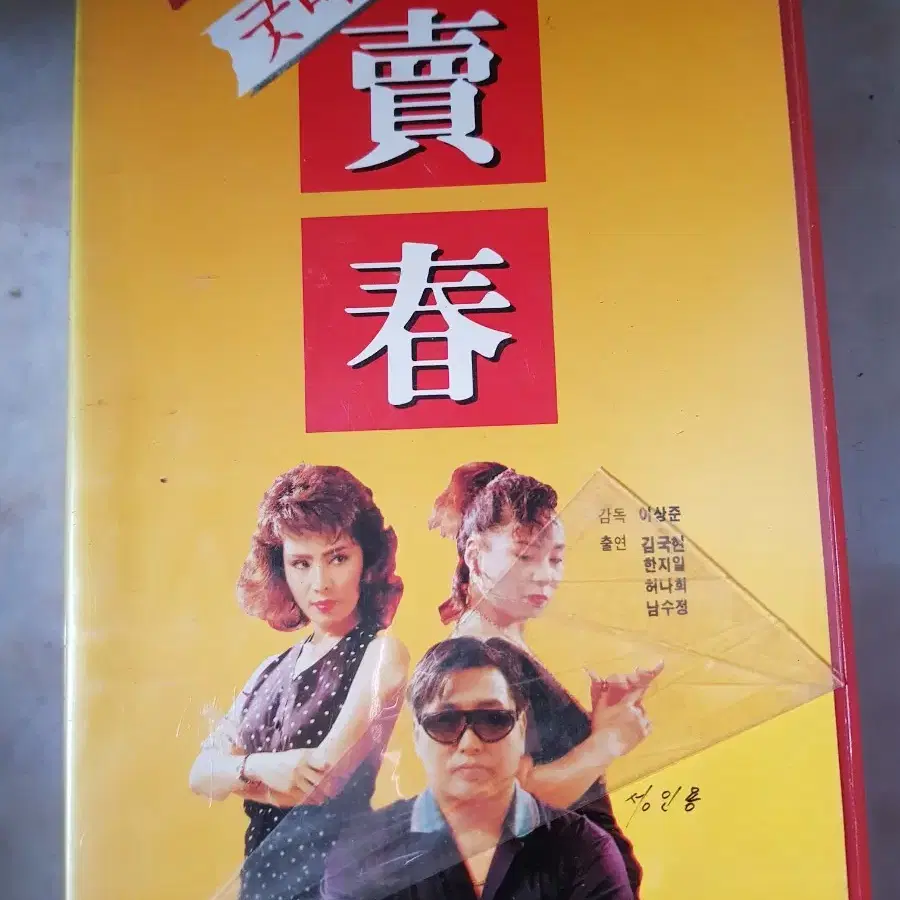 賣
春
감독 이상준
출연 김국현
한지일
허나희
남수정
성인용